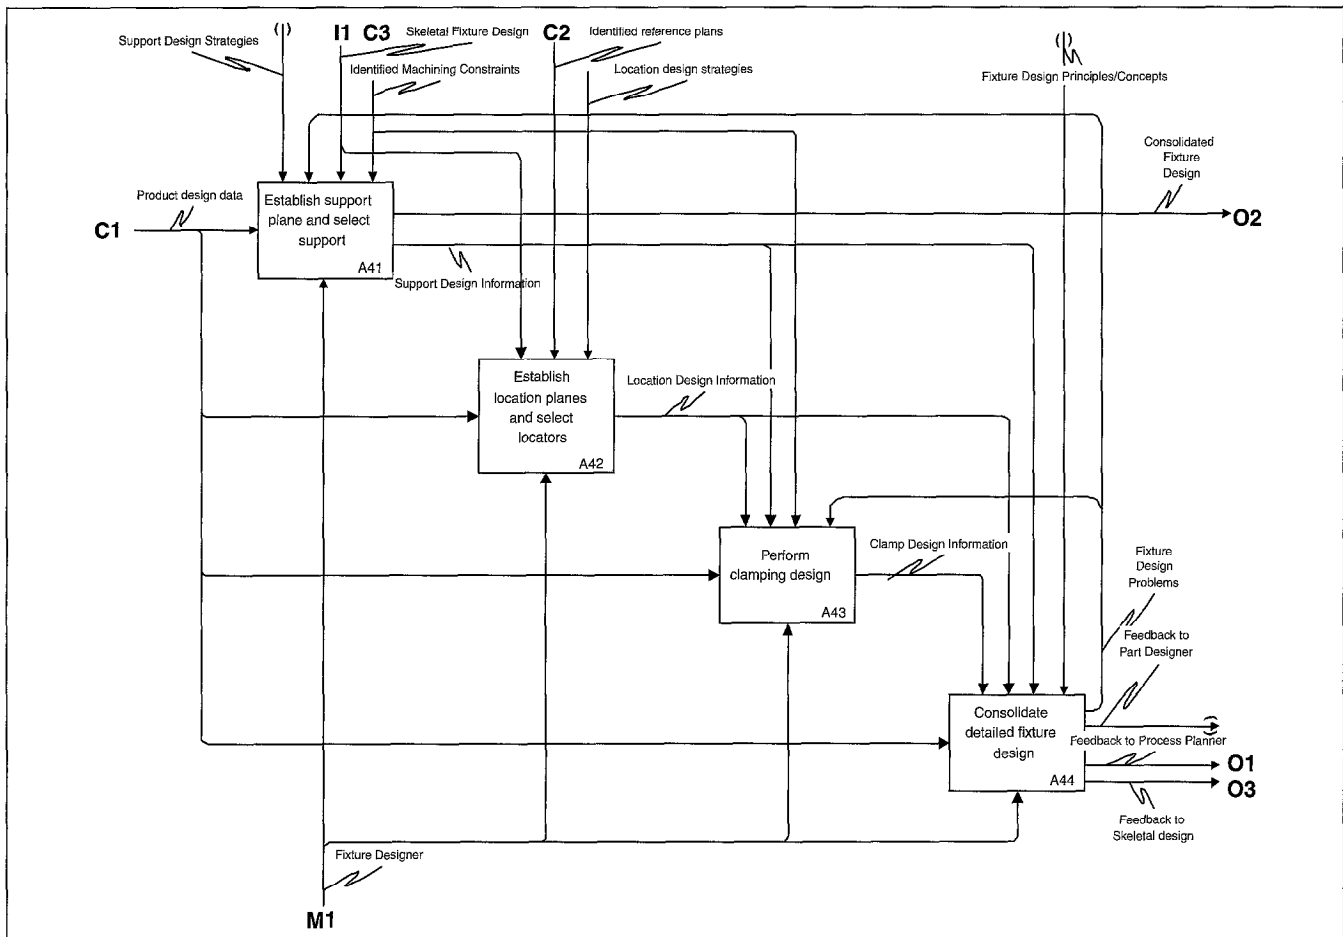 Support Design Strategies
( )
I1
C3
Skeletal Fixture Design
Identified Machining Constraints
C2
Identified reference plans
Location design strategies
( )
Fixture Design Principles/Concepts
Consolidated
Fixture
Design
O2
Product design data
C1
Establish support
plane and select
support
A41
Support Design Information
Establish
location planes
and select
locators
A42
Location Design Information
Perform
clamping design
A43
Clamp Design Information
Fixture
Design
Problems
Feedback to
Part Designer
Consolidate
detailed fixture
design
A44
( )
Feedback to Process Planner
O1
O3
Feedback to
Skeletal design
Fixture Designer
M1